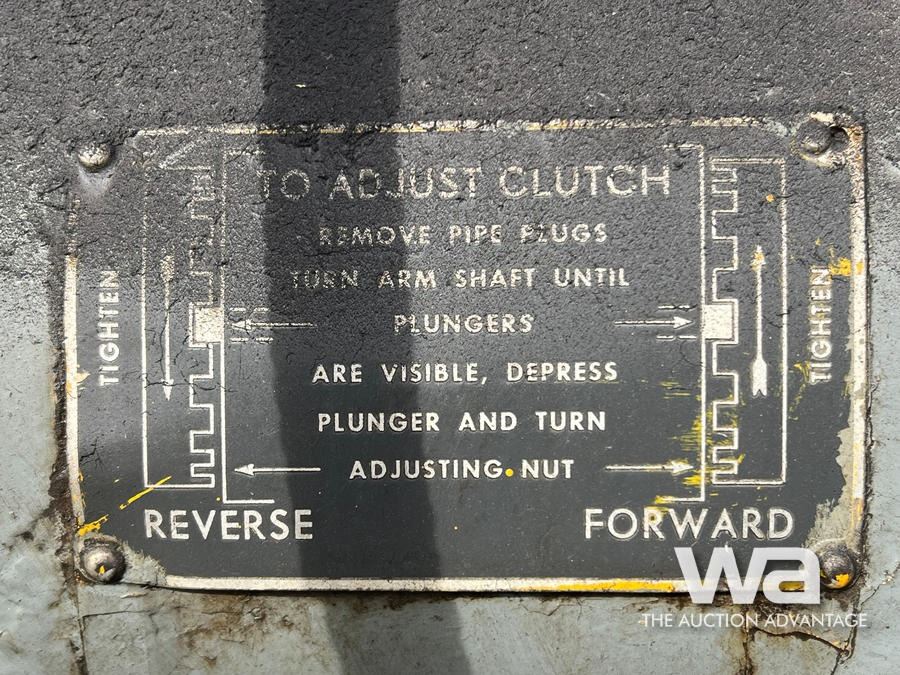 TO ADJUST CLUTCH
REMOVE PIPE PLUGS
TURN ARM SHAFT UNTIL
PLUNGERS
ARE VISIBLE, DEPRESS
PLUNGER AND TURN
ADJUSTING NUT
TIGHTEN
TIGHTEN
REVERSE
FORWARD
wa
THE AUCTION ADVANTAGE